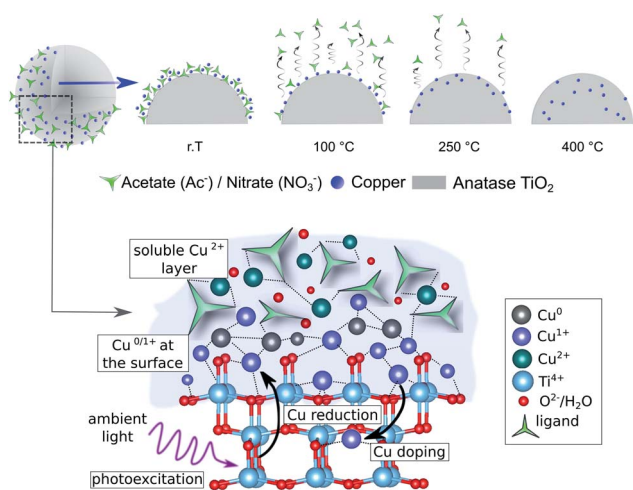 r.T
100 °C
250 °C
400 °C
Acetate (Ac⁻) / Nitrate (NO₃⁻)
Copper
Anatase TiO₂
soluble Cu²⁺
layer
Cu⁰/¹⁺ at
the surface
Cu reduction
ambient
light
Cu doping
photoexcitation
Cu⁰
Cu¹⁺
Cu²⁺
Ti⁴⁺
O²⁻/H₂O
ligand